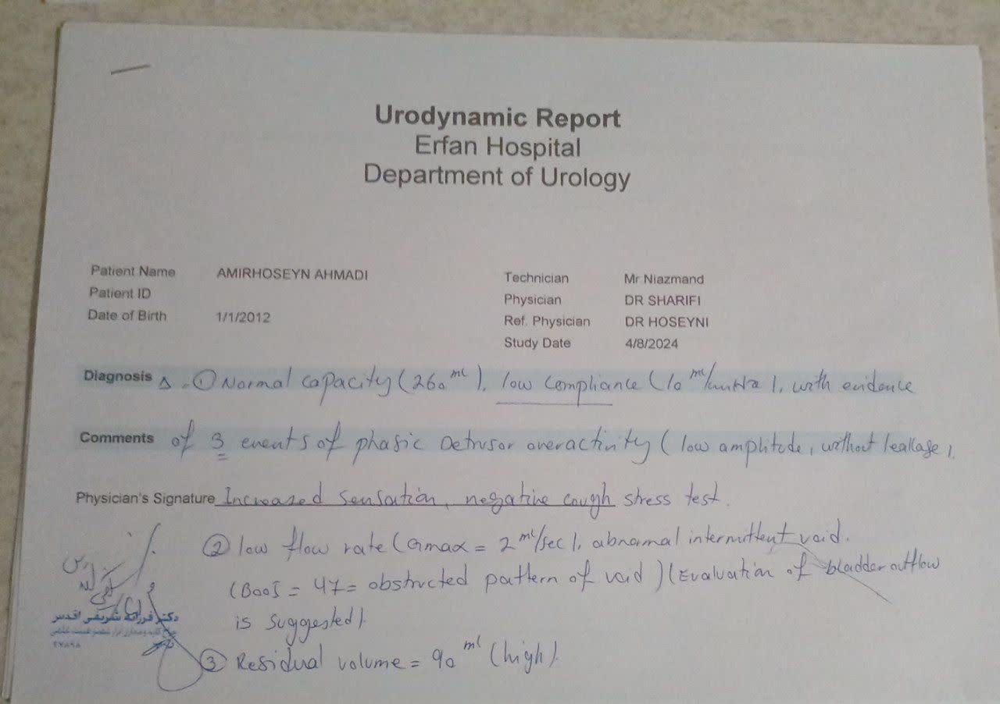 Urodynamic Report
Erfan Hospital
Department of Urology
Patient Name AMIRHOSEYN AHMADI
Patient ID
Date of Birth 1/1/2012
Technician Mr Niazmand
Physician DR SHARIFI
Ref. Physician DR HOSEYNI
Study Date 4/8/2024
Diagnosis Δ - ① Normal capacity (260 ml), low compliance (10 ml/cmH2o), with evidence
Comments of 3 events of phasic Detrusor overactivity (low amplitude, without leakage),
Physician's Signature Increased sensation, negative cough stress test.
② low flow rate (Qmax = 2 ml/sec), abnormal intermittent void.
(BOOI = 47 = obstructed pattern of void) (Evaluation of bladder outflow
is suggested).
③ Residual volume = 90 ml (high).
دکتر فرزانه شریفی اقدس